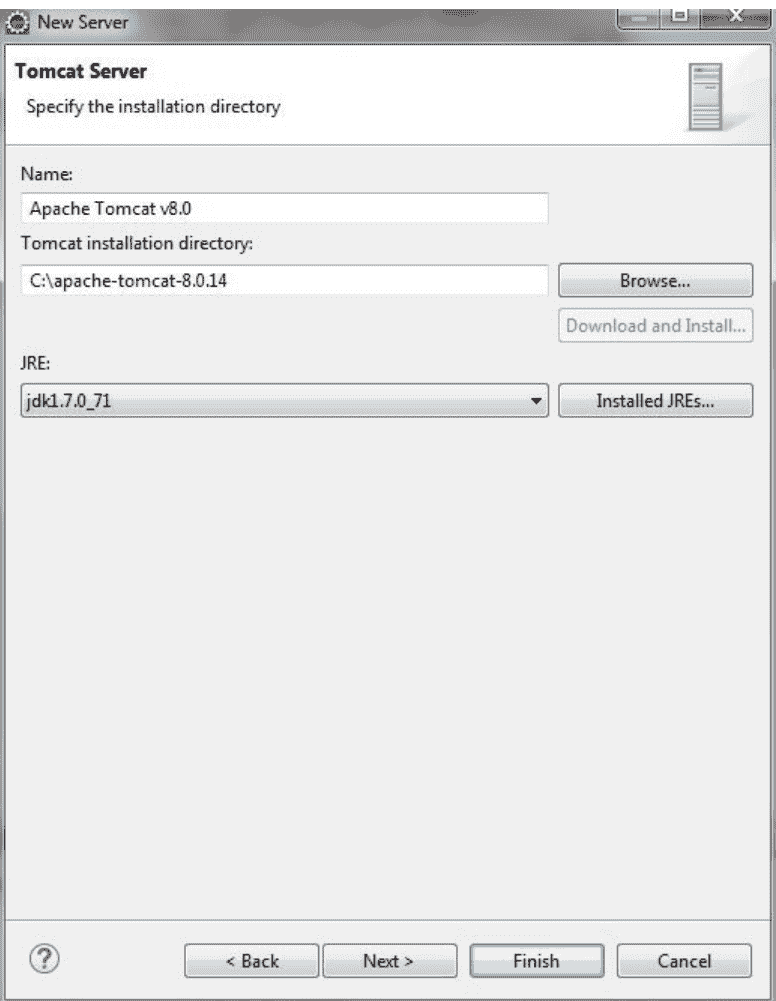 New Server
Tomcat Server
Specify the installation directory
Name:
Apache Tomcat v8.0
Tomcat installation directory:
C:\apache-tomcat-8.0.14
Browse...
Download and Install...
JRE:
jdk1.7.0_71
Installed JREs...
?
< Back
Next >
Finish
Cancel